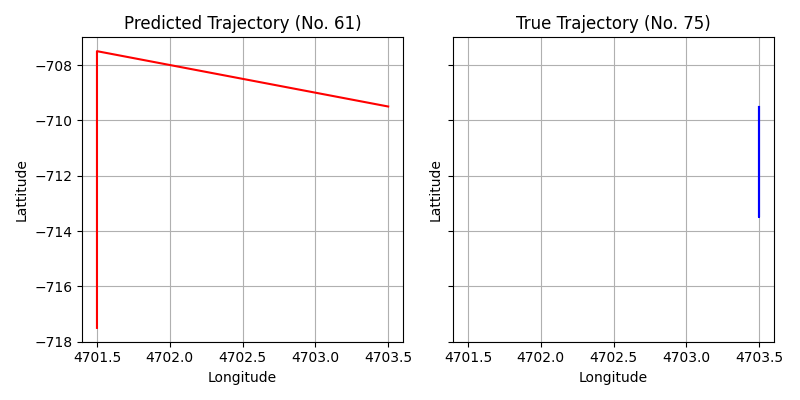 Predicted Trajectory (No. 61)
True Trajectory (No. 75)
−708
−710
−712
−714
−716
−718
Lattitude
4701.5 4702.0 4702.5 4703.0 4703.5
Longitude
Lattitude
4701.5 4702.0 4702.5 4703.0 4703.5
Longitude